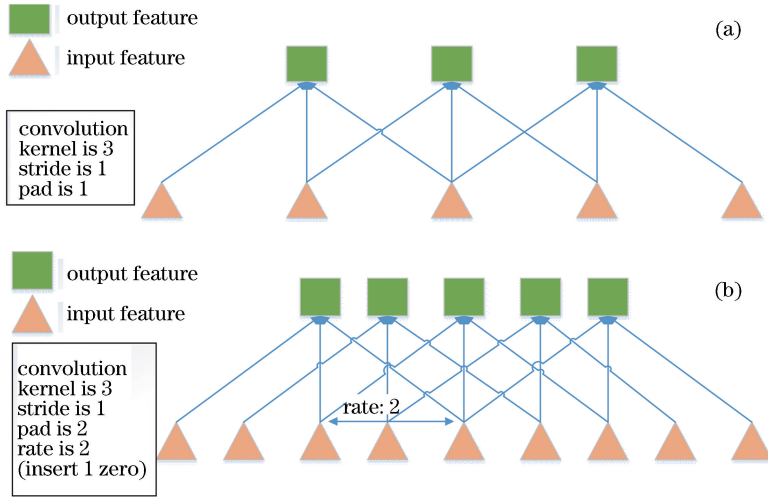 output feature
input feature
(a)
convolution
kernel is 3
stride is 1
pad is 1
output feature
input feature
(b)
convolution
kernel is 3
stride is 1
pad is 2
rate is 2
(insert 1 zero)
rate: 2